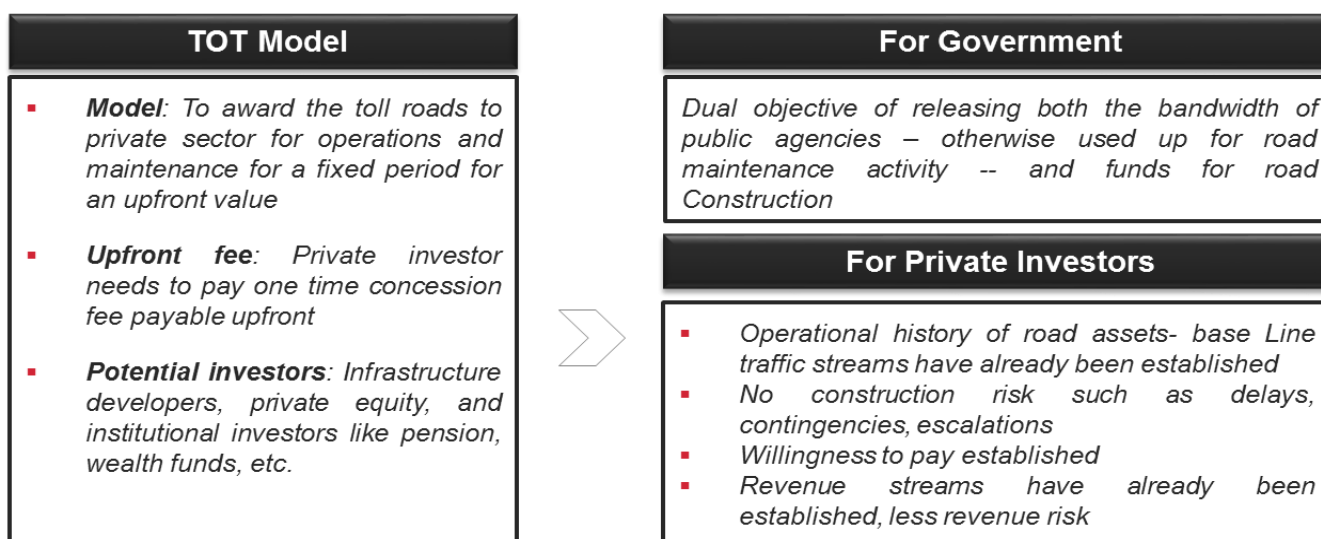 TOT Model
▪ Model: To award the toll roads to
private sector for operations and
maintenance for a fixed period for
an upfront value
▪ Upfront fee: Private investor
needs to pay one time concession
fee payable upfront
▪ Potential investors: Infrastructure
developers, private equity, and
institutional investors like pension,
wealth funds, etc.
For Government
Dual objective of releasing both the bandwidth of
public agencies – otherwise used up for road
maintenance activity -- and funds for road
Construction
For Private Investors
▪ Operational history of road assets- base Line
traffic streams have already been established
▪ No construction risk such as delays,
contingencies, escalations
▪ Willingness to pay established
▪ Revenue streams have already been
established, less revenue risk